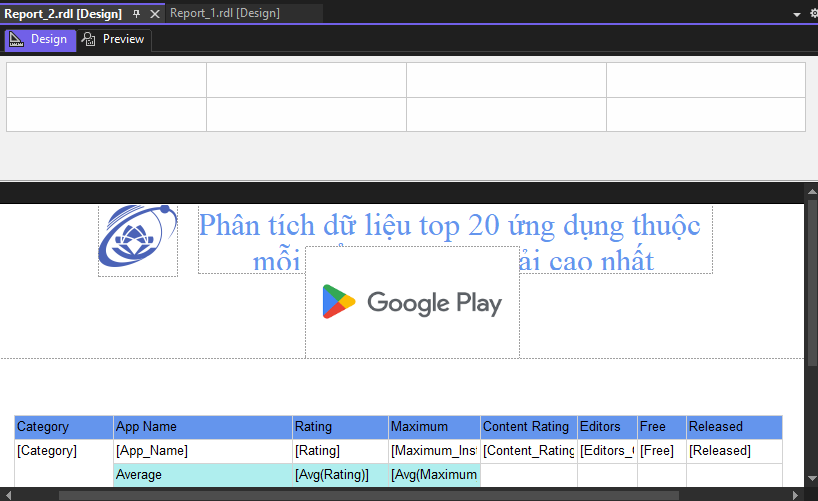 Report_2.rdl [Design]
Report_1.rdl [Design]
Design
Preview
Phân tích dữ liệu top 20 ứng dụng thuộc
mỗi ải cao nhất
Google Play
Category App Name Rating Maximum Content Rating Editors Free Released
[Category] [App_Name] [Rating] [Maximum_Ins [Content_Rating [Editors_ [Free] [Released]
Average [Avg(Rating)] [Avg(Maximum